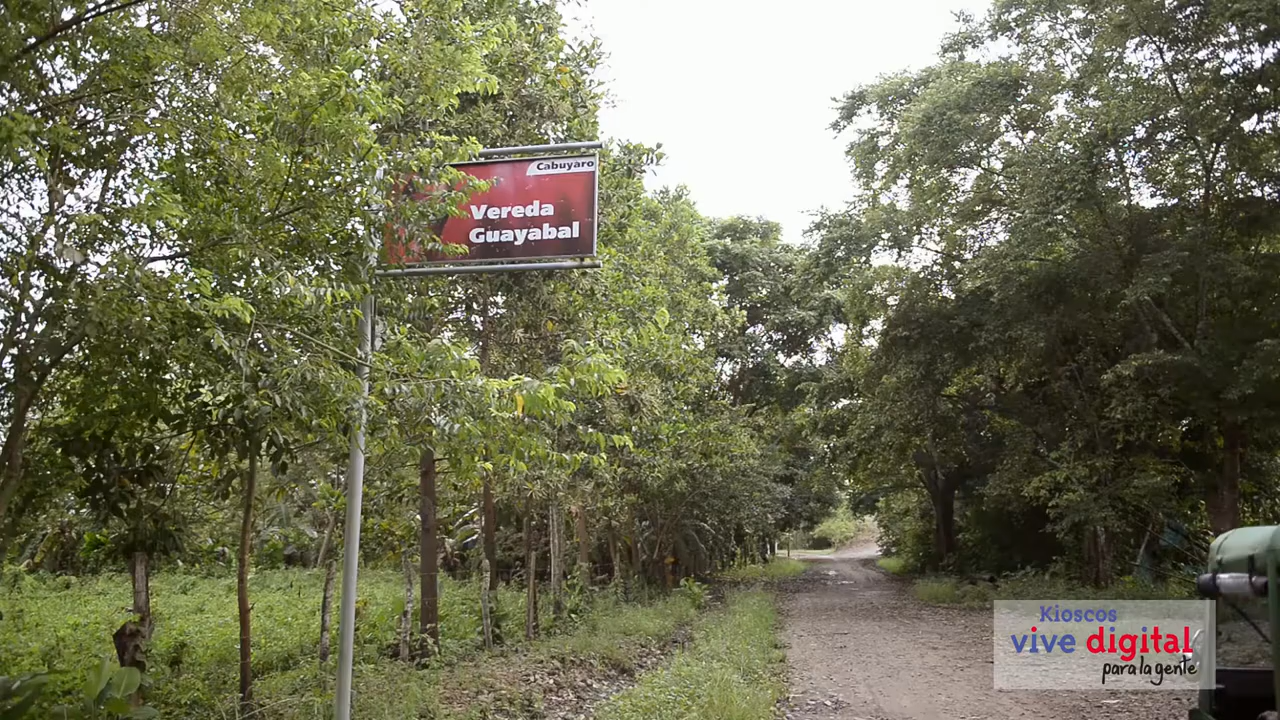 Cabuyaro
Vereda
Guayabal
Kioscos
vive digital
para la gente